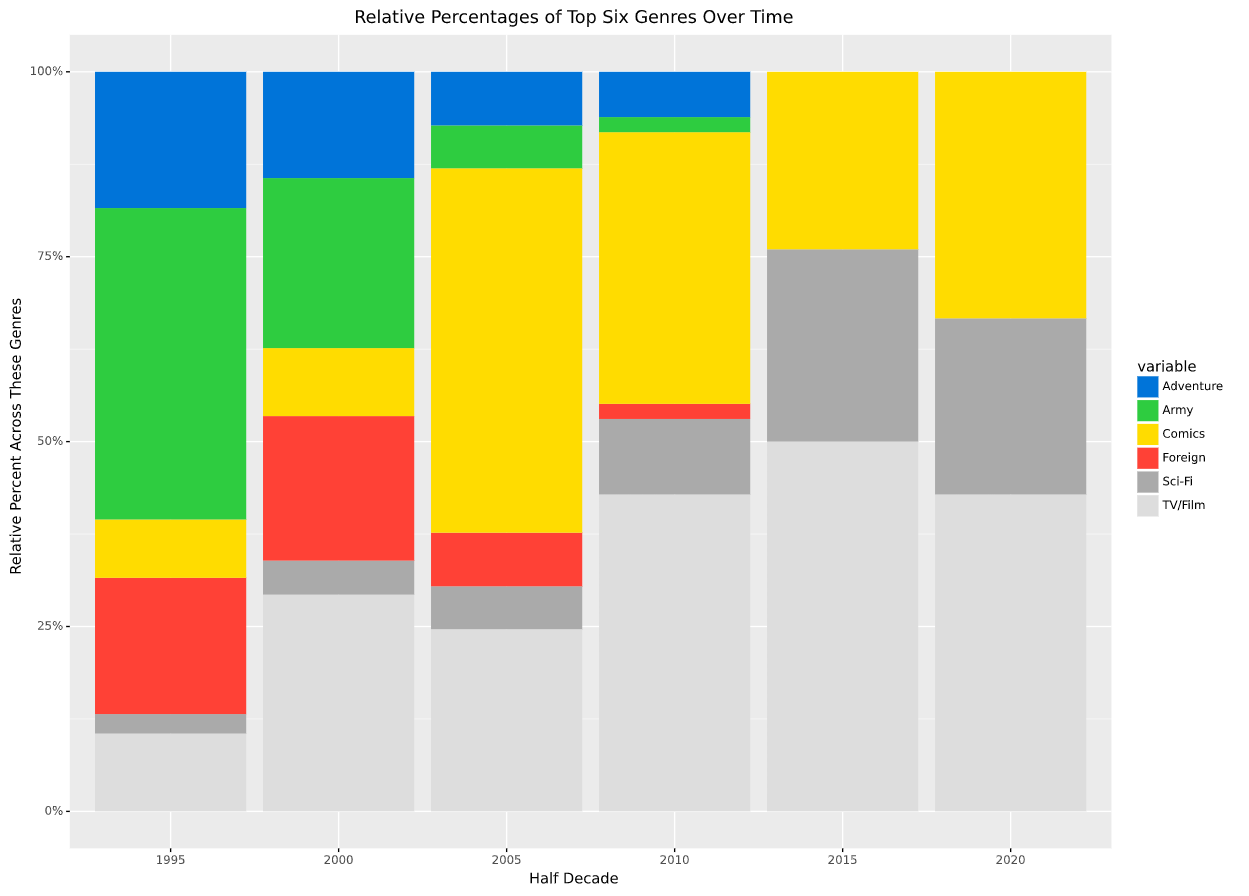 Relative Percentages of Top Six Genres Over Time
Relative Percent Across These Genres
100%
75%
50%
25%
0%
1995 2000 2005 2010 2015 2020
Half Decade
variable
Adventure
Army
Comics
Foreign
Sci-Fi
TV/Film